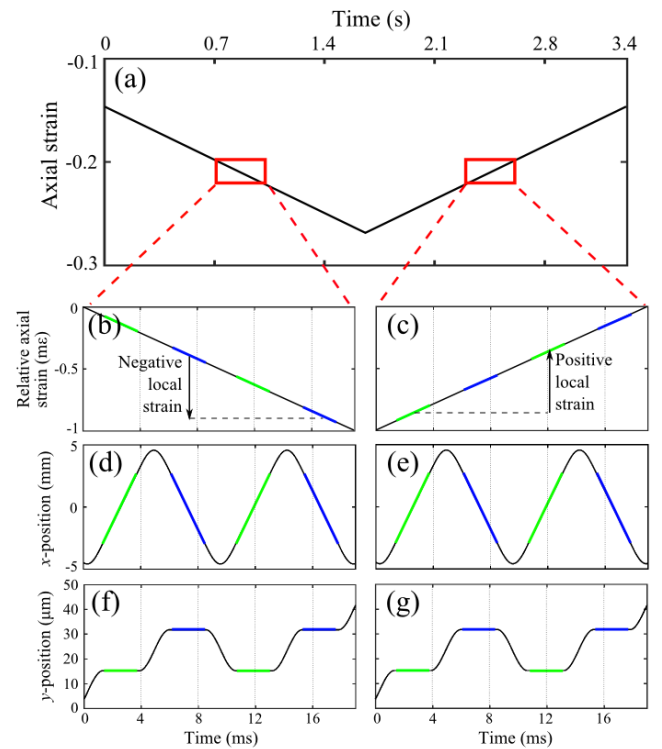 Time (s)
0 0.7 1.4 2.1 2.8 3.4
(a)
Axial strain
-0.1
-0.2
-0.3
(b)
Relative axial
strain (mε)
0
-0.5
-1
Negative
local
strain
(c)
Positive
local
strain
(d)
x-position (mm)
5
0
-5
(e)
(f)
y-position (μm)
50
40
30
20
10
0
(g)
0 4 8 12 16
Time (ms)
0 4 8 12 16
Time (ms)